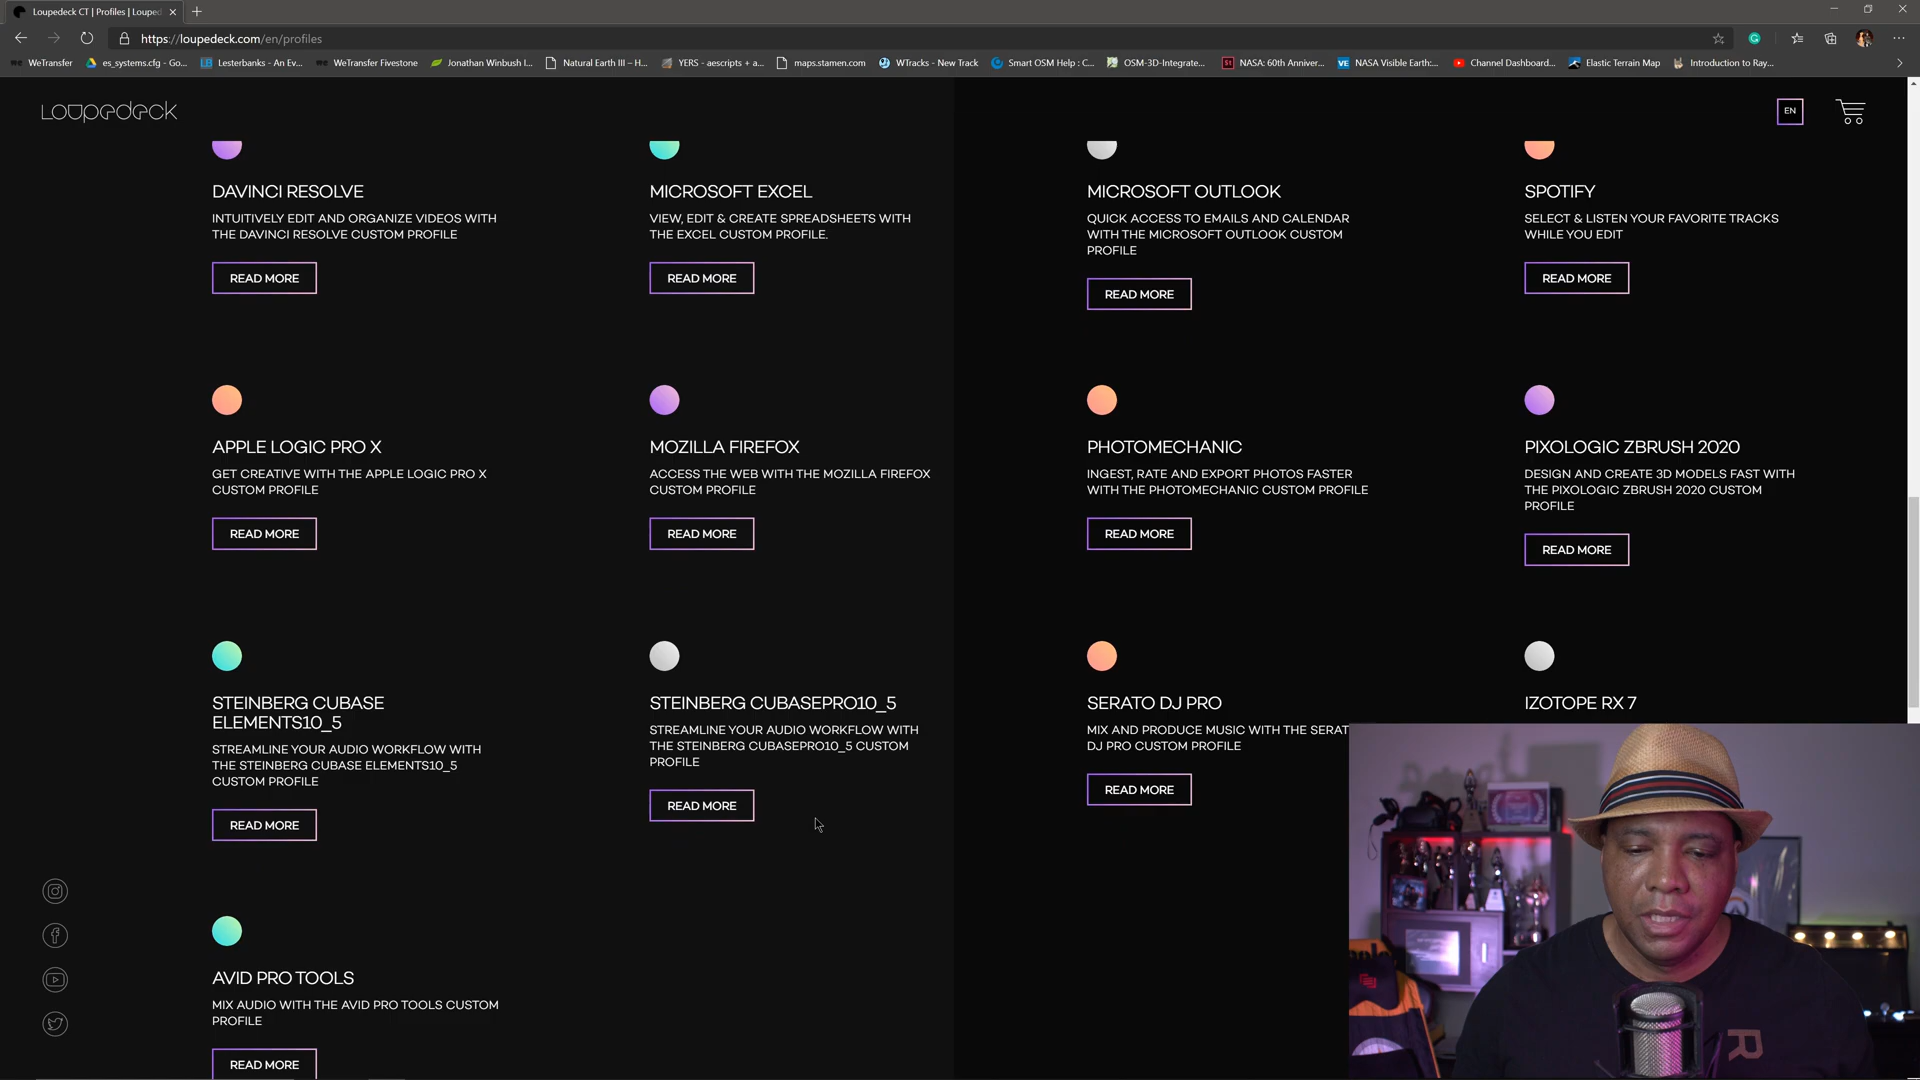 Loupedeck CT | Profiles | Louped
https://loupedeck.com/en/profiles
WeTransfer
es_systems.cfg - Go...
Lesterbanks - An Ev...
WeTransfer Fivestone
Jonathan Winbush I...
Natural Earth III – H...
YERS - aescripts + a...
maps.stamen.com
WTracks - New Track
Smart OSM Help : C...
OSM-3D-Integrate...
NASA: 60th Anniver...
NASA Visible Earth:...
Channel Dashboard...
Elastic Terrain Map
Introduction to Ray...
LOUPEDECK
EN
DAVINCI RESOLVE
INTUITIVELY EDIT AND ORGANIZE VIDEOS WITH
THE DAVINCI RESOLVE CUSTOM PROFILE
READ MORE
MICROSOFT EXCEL
VIEW, EDIT & CREATE SPREADSHEETS WITH
THE EXCEL CUSTOM PROFILE.
READ MORE
MICROSOFT OUTLOOK
QUICK ACCESS TO EMAILS AND CALENDAR
WITH THE MICROSOFT OUTLOOK CUSTOM
PROFILE
READ MORE
SPOTIFY
SELECT & LISTEN YOUR FAVORITE TRACKS
WHILE YOU EDIT
READ MORE
APPLE LOGIC PRO X
GET CREATIVE WITH THE APPLE LOGIC PRO X
CUSTOM PROFILE
READ MORE
MOZILLA FIREFOX
ACCESS THE WEB WITH THE MOZILLA FIREFOX
CUSTOM PROFILE
READ MORE
PHOTOMECHANIC
INGEST, RATE AND EXPORT PHOTOS FASTER
WITH THE PHOTOMECHANIC CUSTOM PROFILE
READ MORE
PIXOLOGIC ZBRUSH 2020
DESIGN AND CREATE 3D MODELS FAST WITH
THE PIXOLOGIC ZBRUSH 2020 CUSTOM
PROFILE
READ MORE
STEINBERG CUBASE
ELEMENTS10_5
STREAMLINE YOUR AUDIO WORKFLOW WITH
THE STEINBERG CUBASE ELEMENTS10_5
CUSTOM PROFILE
READ MORE
STEINBERG CUBASEPRO10_5
STREAMLINE YOUR AUDIO WORKFLOW WITH
THE STEINBERG CUBASEPRO10_5 CUSTOM
PROFILE
READ MORE
SERATO DJ PRO
MIX AND PRODUCE MUSIC WITH THE SERAT
DJ PRO CUSTOM PROFILE
READ MORE
IZOTOPE RX 7
AVID PRO TOOLS
MIX AUDIO WITH THE AVID PRO TOOLS CUSTOM
PROFILE
READ MORE
R